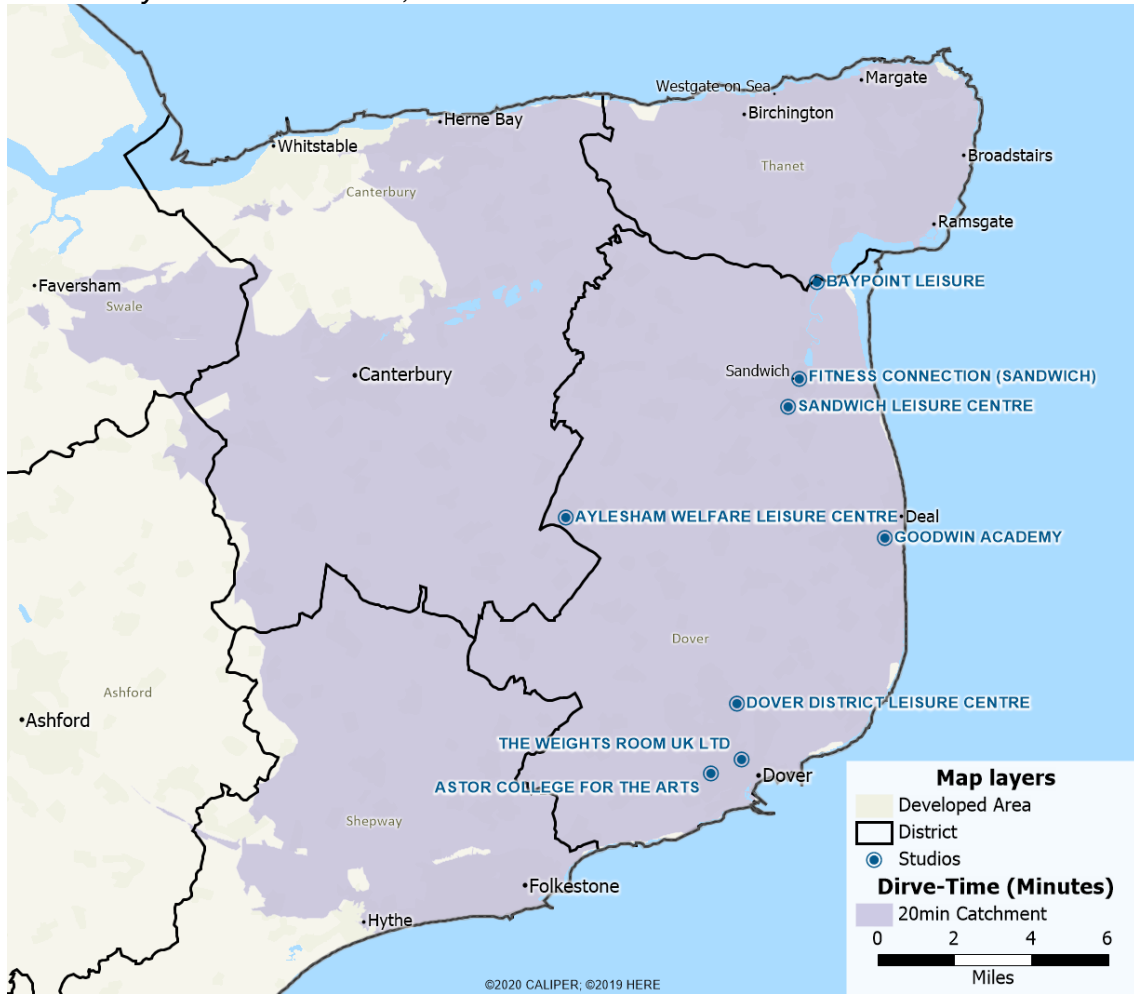 Margate
Westgate on Sea
Birchington
Herne Bay
Whitstable
Broadstairs
Thanet
Canterbury
Ramsgate
BAYPOINT LEISURE
Faversham
Swale
Canterbury
Sandwich
FITNESS CONNECTION (SANDWICH)
SANDWICH LEISURE CENTRE
AYLESHAM WELFARE LEISURE CENTRE
Deal
GOODWIN ACADEMY
Dover
Ashford
Ashford
DOVER DISTRICT LEISURE CENTRE
THE WEIGHTS ROOM UK LTD
Dover
ASTOR COLLEGE FOR THE ARTS
Shepway
Folkestone
Hythe
Map layers
Developed Area
District
Studios
Dirve-Time (Minutes)
20min Catchment
0 2 4 6
Miles
©2020 CALIPER; ©2019 HERE